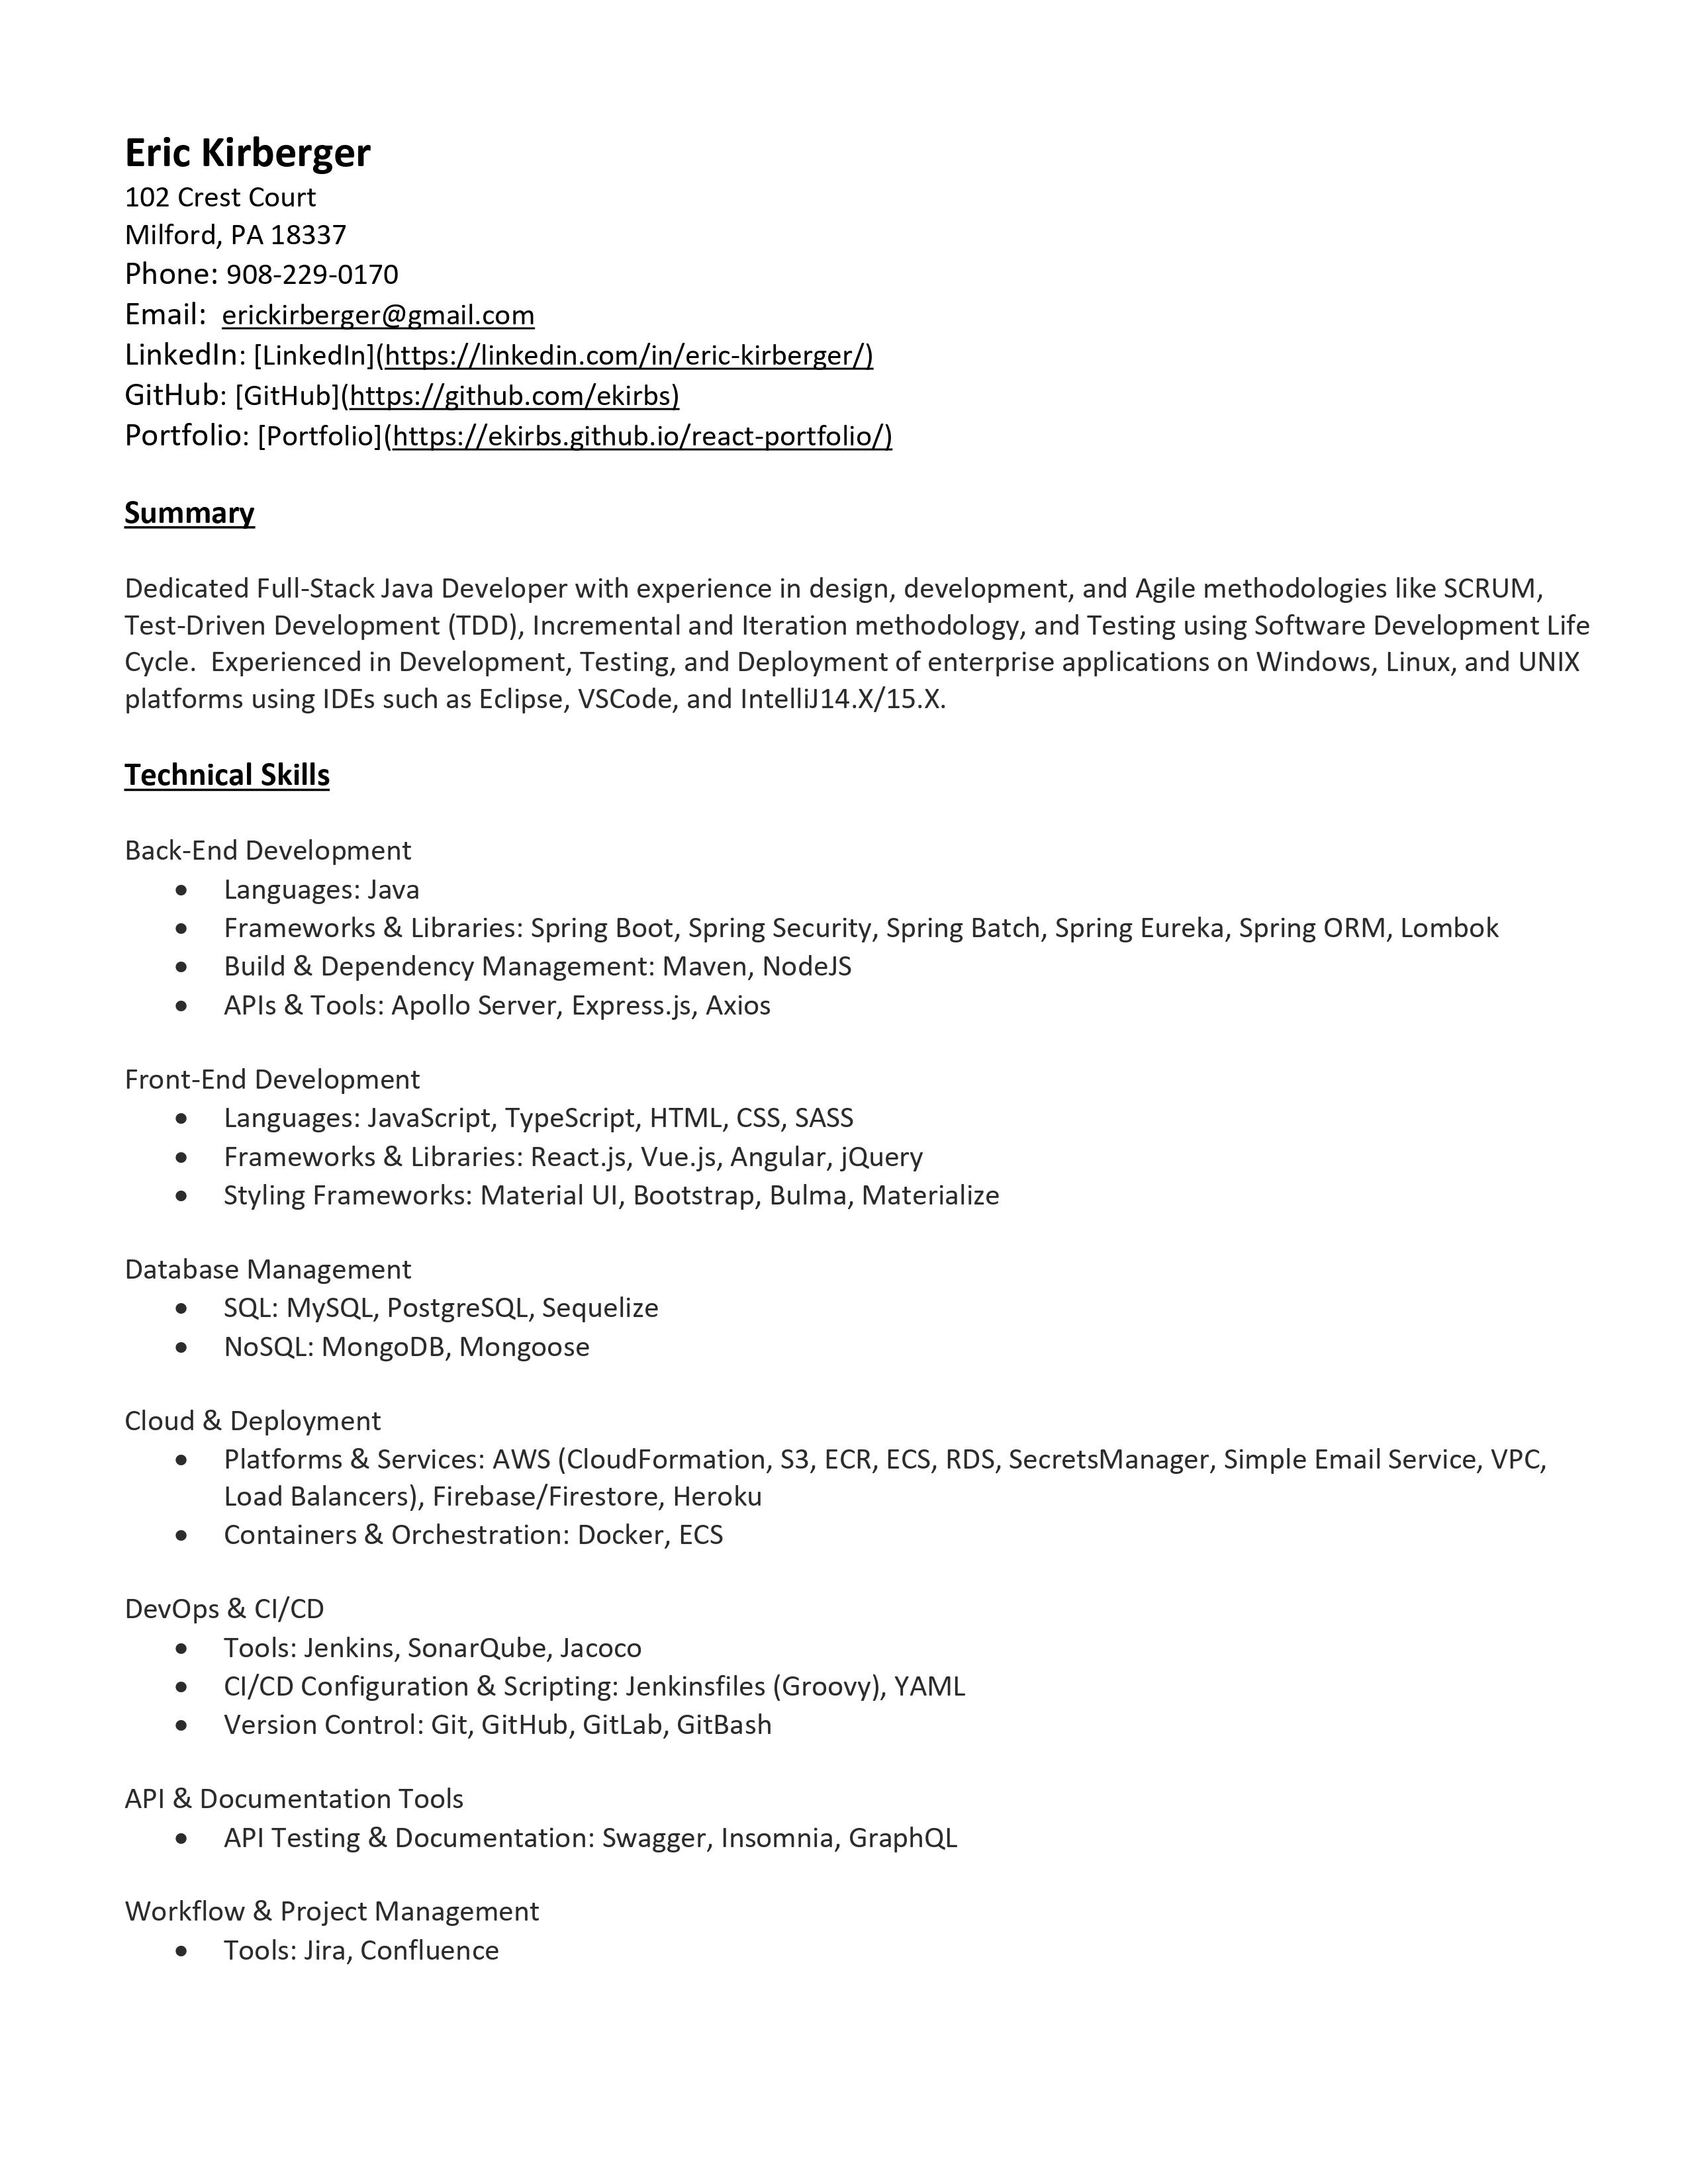 Eric Kirberger
102 Crest Court
Milford, PA 18337
Phone: 908-229-0170
Email:  erickirberger@gmail.com
LinkedIn: [LinkedIn](https://linkedin.com/in/eric-kirberger/)
GitHub: [GitHub](https://github.com/ekirbs)
Portfolio: [Portfolio](https://ekirbs.github.io/react-portfolio/)
Summary
Dedicated Full-Stack Java Developer with experience in design, development, and Agile methodologies like SCRUM,
Test-Driven Development (TDD), Incremental and Iteration methodology, and Testing using Software Development Life
Cycle.  Experienced in Development, Testing, and Deployment of enterprise applications on Windows, Linux, and UNIX
platforms using IDEs such as Eclipse, VSCode, and IntelliJ14.X/15.X.
Technical Skills
Back-End Development
• Languages: Java
• Frameworks & Libraries: Spring Boot, Spring Security, Spring Batch, Spring Eureka, Spring ORM, Lombok
• Build & Dependency Management: Maven, NodeJS
• APIs & Tools: Apollo Server, Express.js, Axios
Front-End Development
• Languages: JavaScript, TypeScript, HTML, CSS, SASS
• Frameworks & Libraries: React.js, Vue.js, Angular, jQuery
• Styling Frameworks: Material UI, Bootstrap, Bulma, Materialize
Database Management
• SQL: MySQL, PostgreSQL, Sequelize
• NoSQL: MongoDB, Mongoose
Cloud & Deployment
• Platforms & Services: AWS (CloudFormation, S3, ECR, ECS, RDS, SecretsManager, Simple Email Service, VPC,
Load Balancers), Firebase/Firestore, Heroku
• Containers & Orchestration: Docker, ECS
DevOps & CI/CD
• Tools: Jenkins, SonarQube, Jacoco
• CI/CD Configuration & Scripting: Jenkinsfiles (Groovy), YAML
• Version Control: Git, GitHub, GitLab, GitBash
API & Documentation Tools
• API Testing & Documentation: Swagger, Insomnia, GraphQL
Workflow & Project Management
• Tools: Jira, Confluence